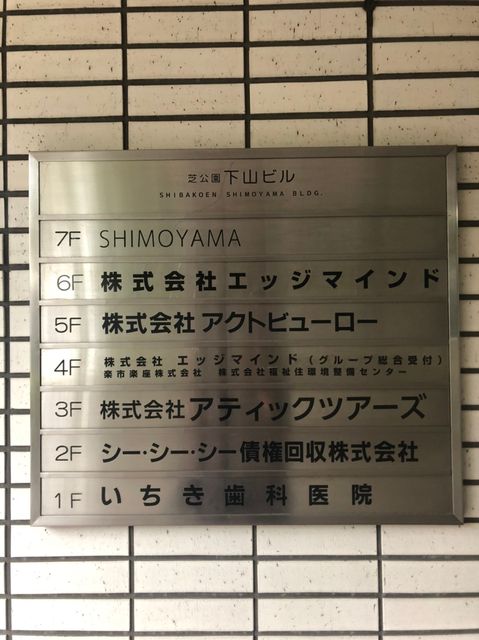 芝公園 下山ビル
SHIBAKOEN SHIMOYAMA BLDG.
7F SHIMOYAMA
6F 株式会社エッジマインド
5F 株式会社アクトビューロー
4F 株式会社 エッジマインド(グループ総合受付)
楽市楽座株式会社 株式会社福祉住環境整備センター
3F 株式会社アティックツアーズ
2F シー・シー・シー債権回収株式会社
1F いちき歯科医院